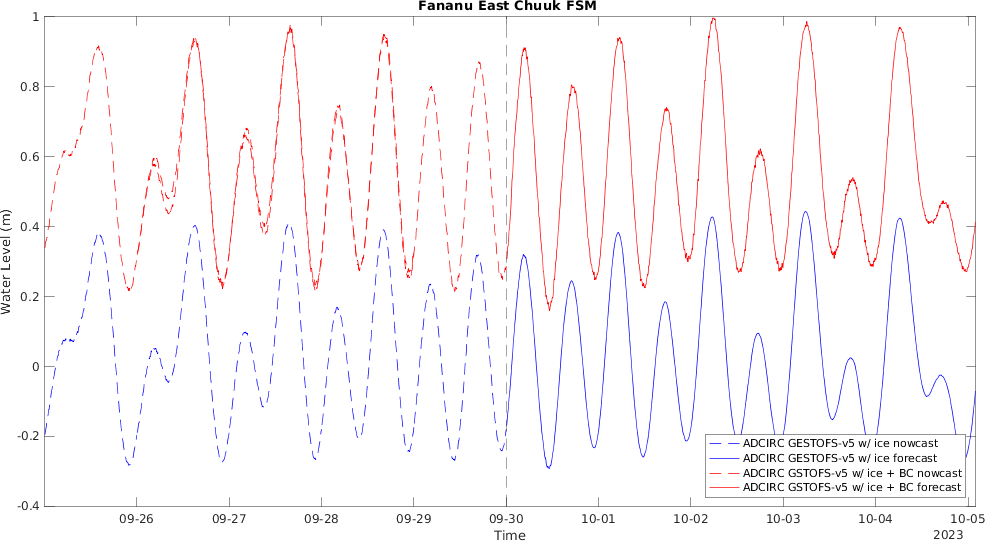 Fananu East Chuuk FSM
1
0.8
0.6
0.4
0.2
0
-0.2
-0.4
Water Level (m)
09-26 09-27 09-28 09-29 09-30 10-01 10-02 10-03 10-04 10-05
Time
2023
ADCIRC GESTOFS-v5 w/ ice nowcast
ADCIRC GESTOFS-v5 w/ ice forecast
ADCIRC GSTOFS-v5 w/ ice + BC nowcast
ADCIRC GSTOFS-v5 w/ ice + BC forecast